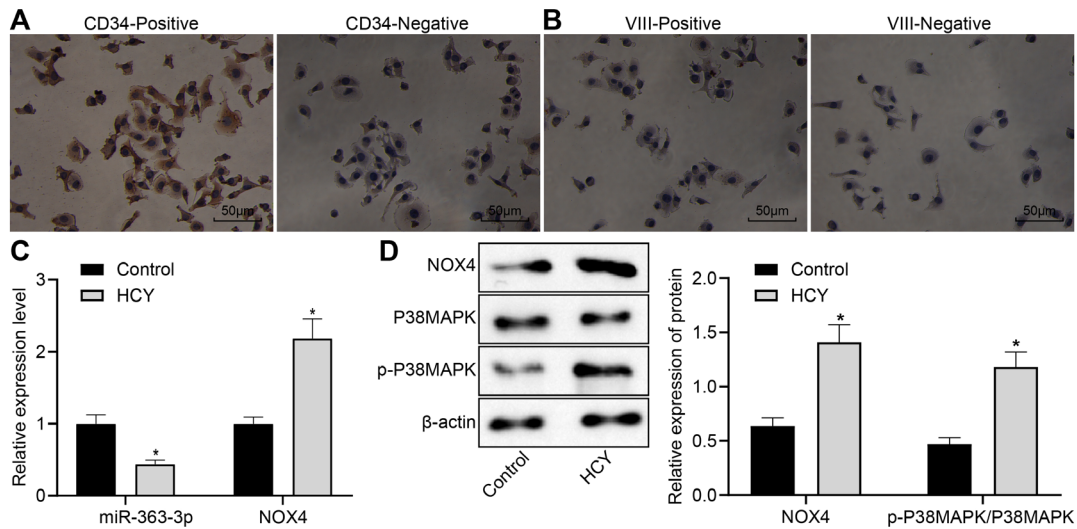 A
CD34-Positive
CD34-Negative
50μm
50μm
B
VIII-Positive
VIII-Negative
50μm
50μm
C
Control
HCY
Relative expression level
3
2
1
0
*
*
miR-363-3p
NOX4
D
NOX4
P38MAPK
p-P38MAPK
β-actin
Control
HCY
Control
HCY
Relative expression of protein
2.0
1.5
1.0
0.5
0.0
*
*
NOX4
p-P38MAPK/P38MAPK